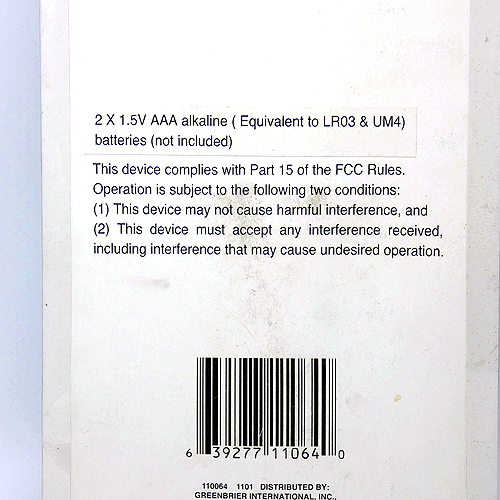 2 X 1.5V AAA alkaline ( Equivalent to LR03 & UM4)
batteries (not included)
This device complies with Part 15 of the FCC Rules.
Operation is subject to the following two conditions:
(1) This device may not cause harmful interference, and
(2) This device must accept any interference received,
including interference that may cause undesired operation.
6 39277 11064 0
110064 1101 DISTRIBUTED BY:
GREENBRIER INTERNATIONAL, INC.,